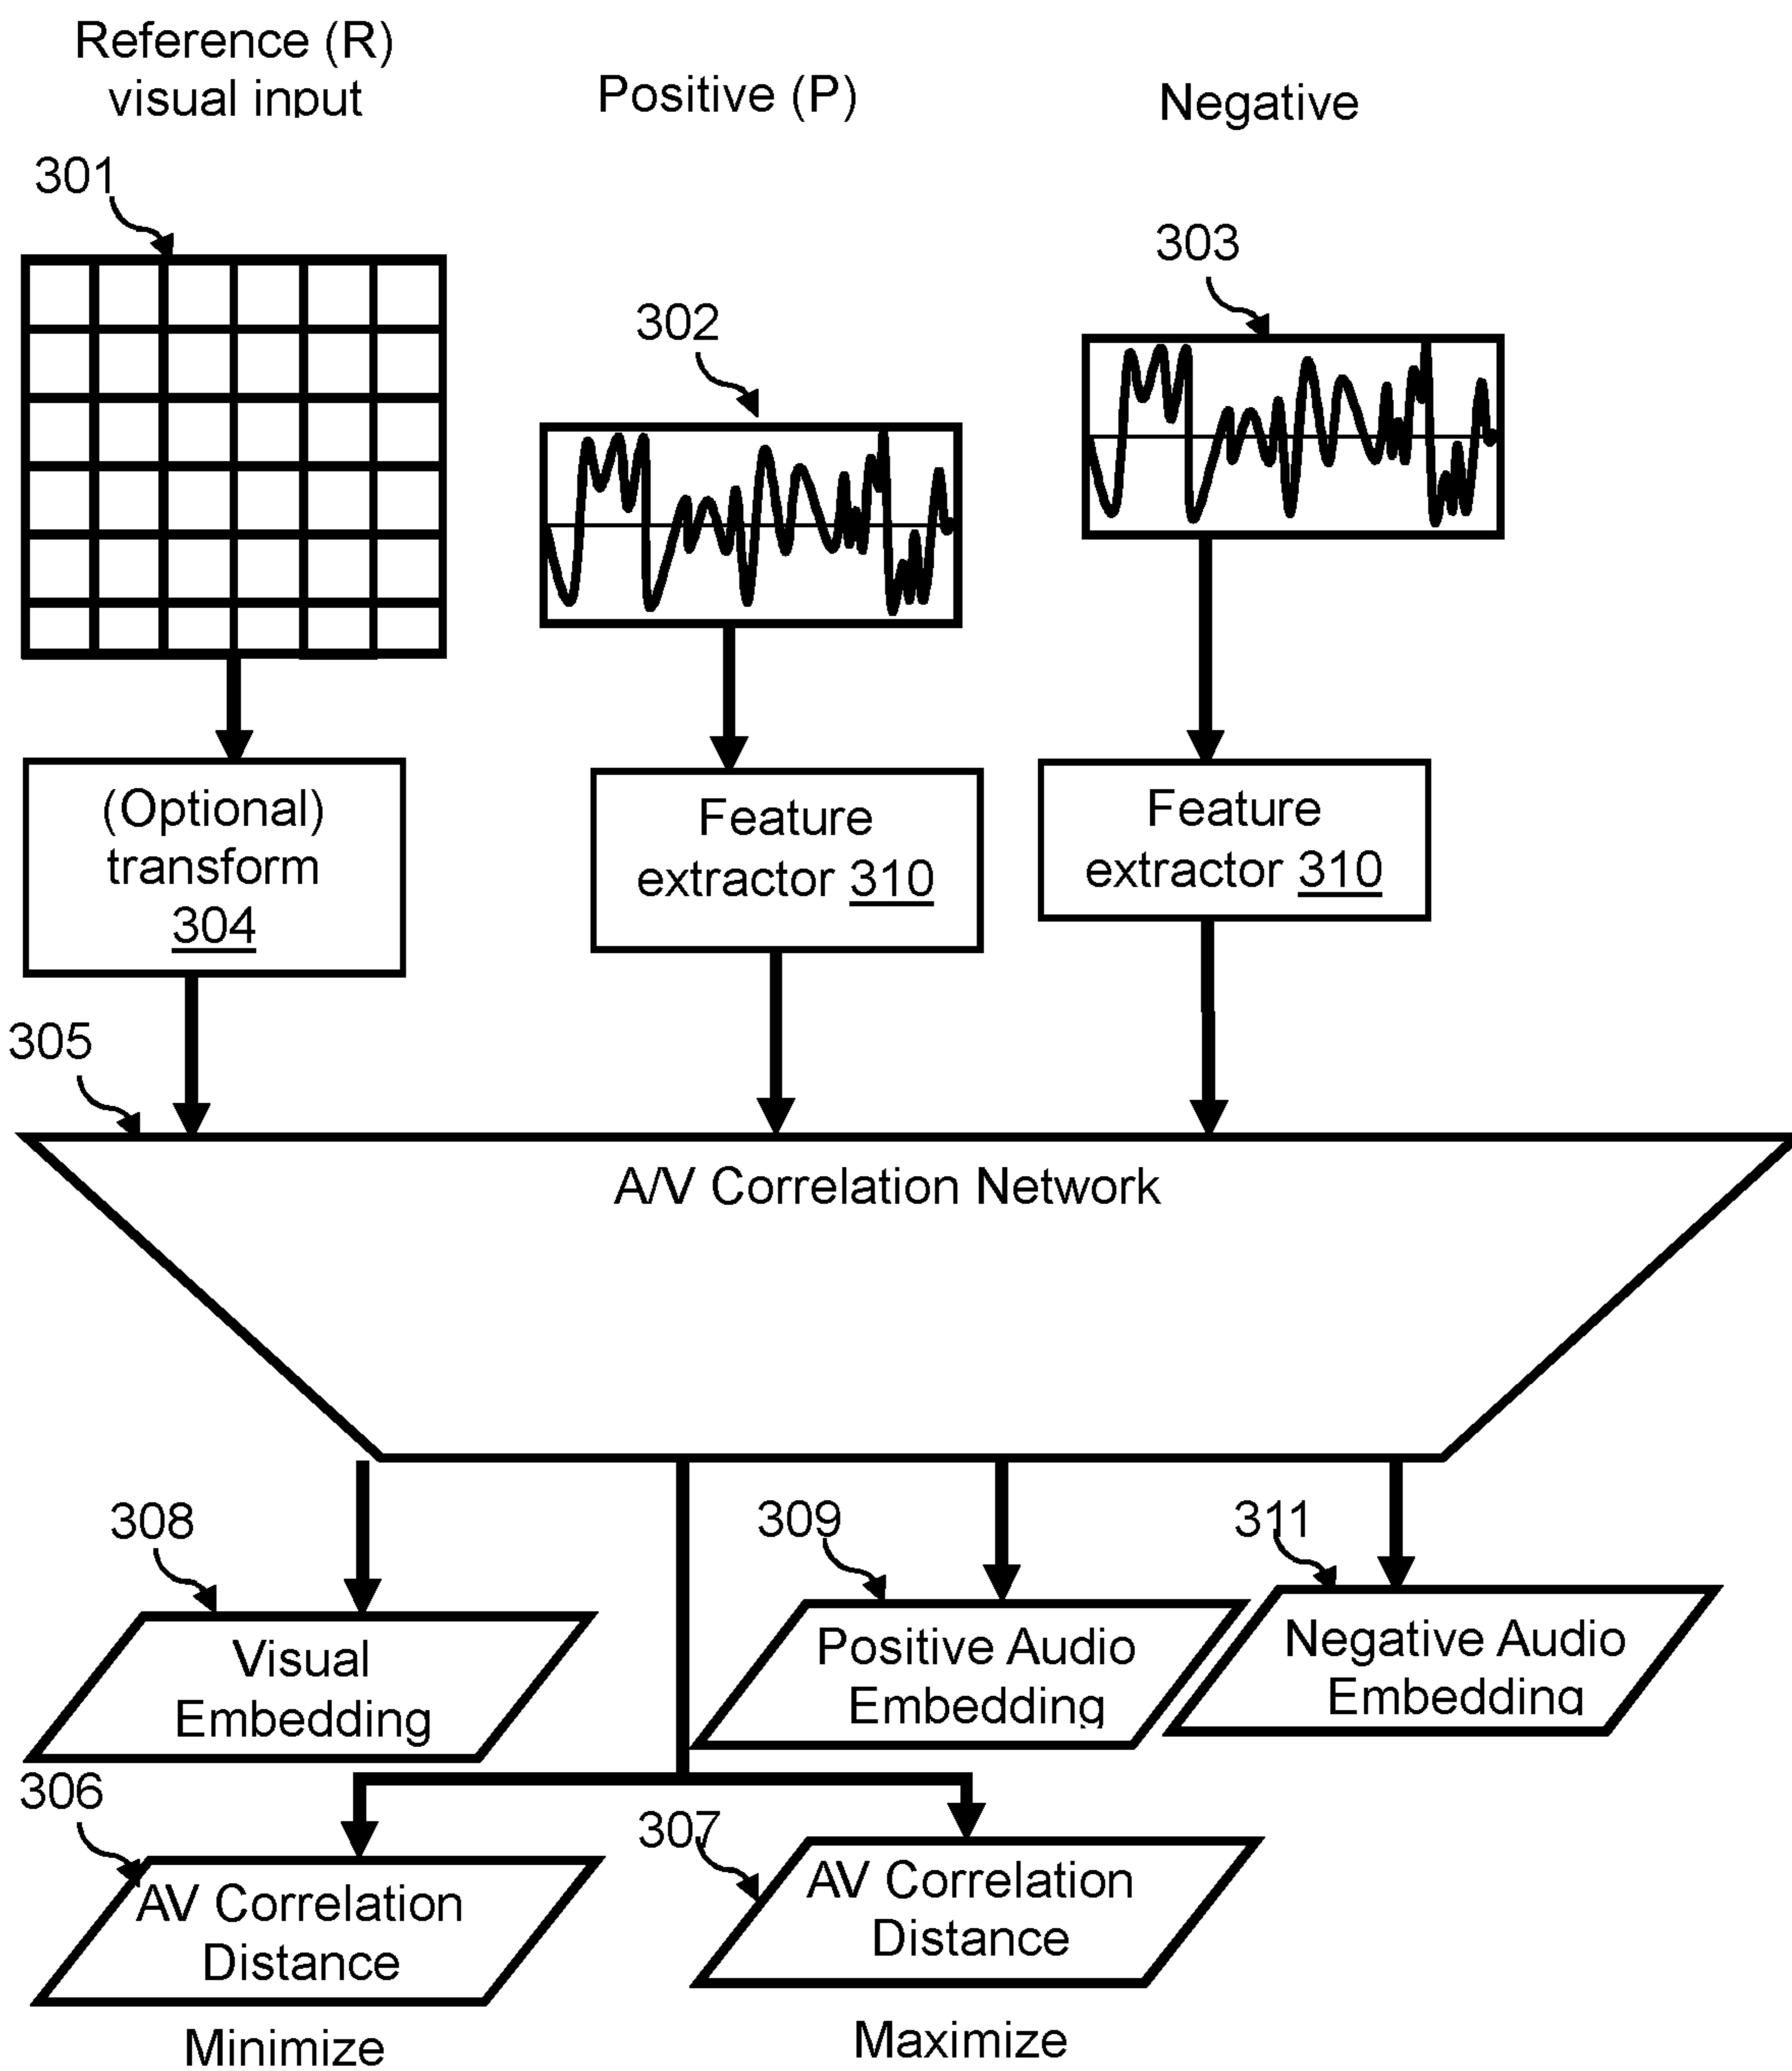 Reference (R)
visual input
Positive (P)
Negative
301
302
303
(Optional)
transform
304
Feature
extractor 310
Feature
extractor 310
305
A/V Correlation Network
308
309
311
Visual
Embedding
Positive Audio
Embedding
Negative Audio
Embedding
306
307
AV Correlation
Distance
AV Correlation
Distance
Minimize
Maximize